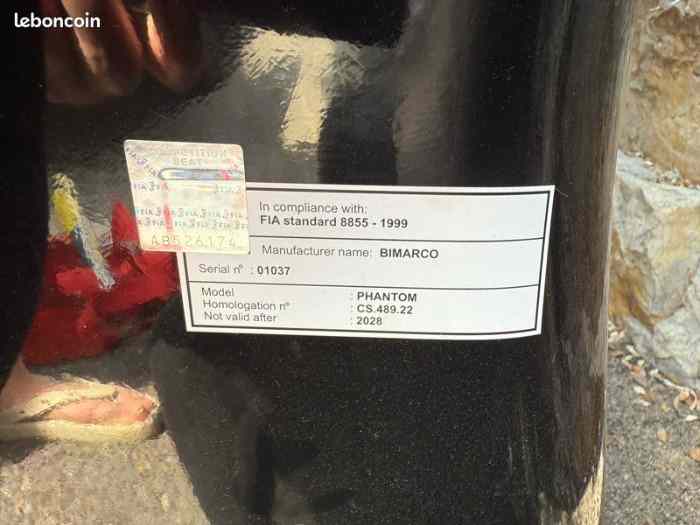 leboncoin
COMPETITION
SEAT
AB526174
In compliance with:
FIA standard 8855 - 1999
Manufacturer name: BIMARCO
Serial n° : 01037
Model : PHANTOM
Homologation n° : CS.489.22
Not valid after : 2028